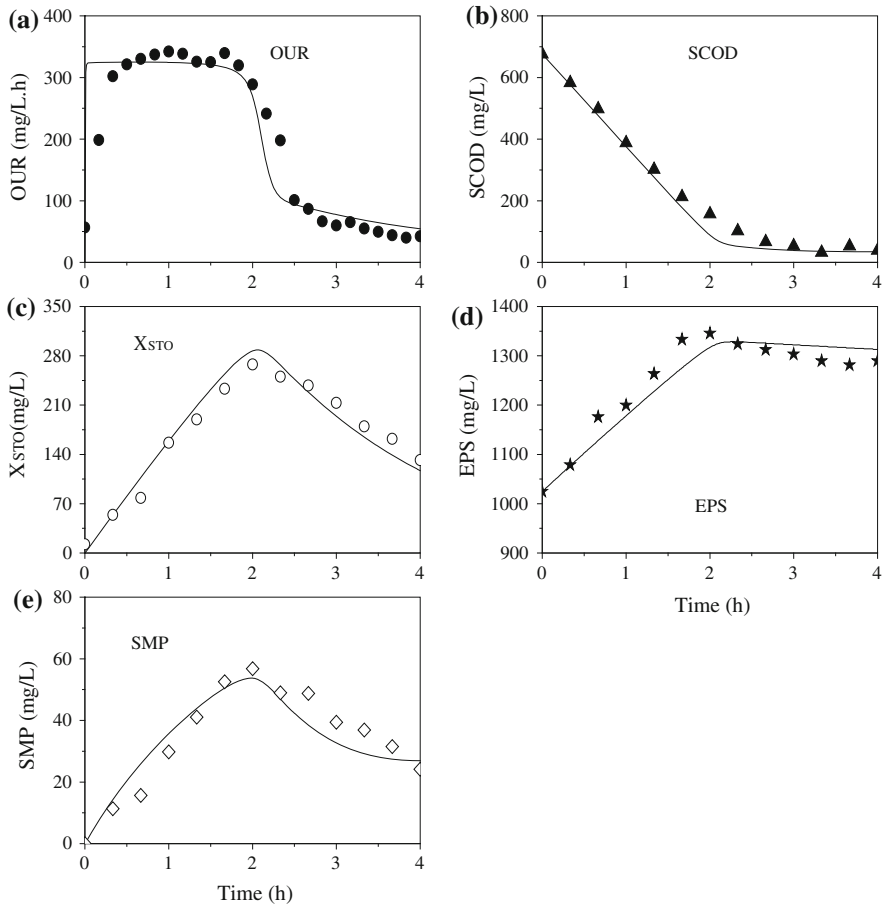 (a)
400
300
200
100
0
OUR (mg/L.h)
OUR
0 1 2 3 4
(b)
800
600
400
200
0
SCOD (mg/L)
SCOD
0 1 2 3 4
(c)
350
280
210
140
70
0
XSTO(mg/L)
XSTO
0 1 2 3 4
(d)
1400
1300
1200
1100
1000
900
EPS (mg/L)
EPS
0 1 2 3 4
Time (h)
(e)
80
60
40
20
0
SMP (mg/L)
SMP
0 1 2 3 4
Time (h)